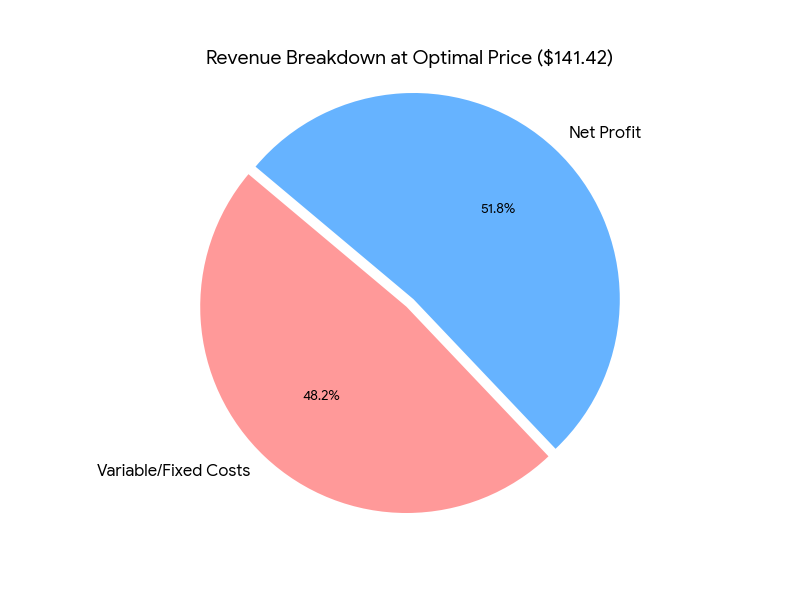 Revenue Breakdown at Optimal Price ($141.42)
Net Profit
51.8%
48.2%
Variable/Fixed Costs